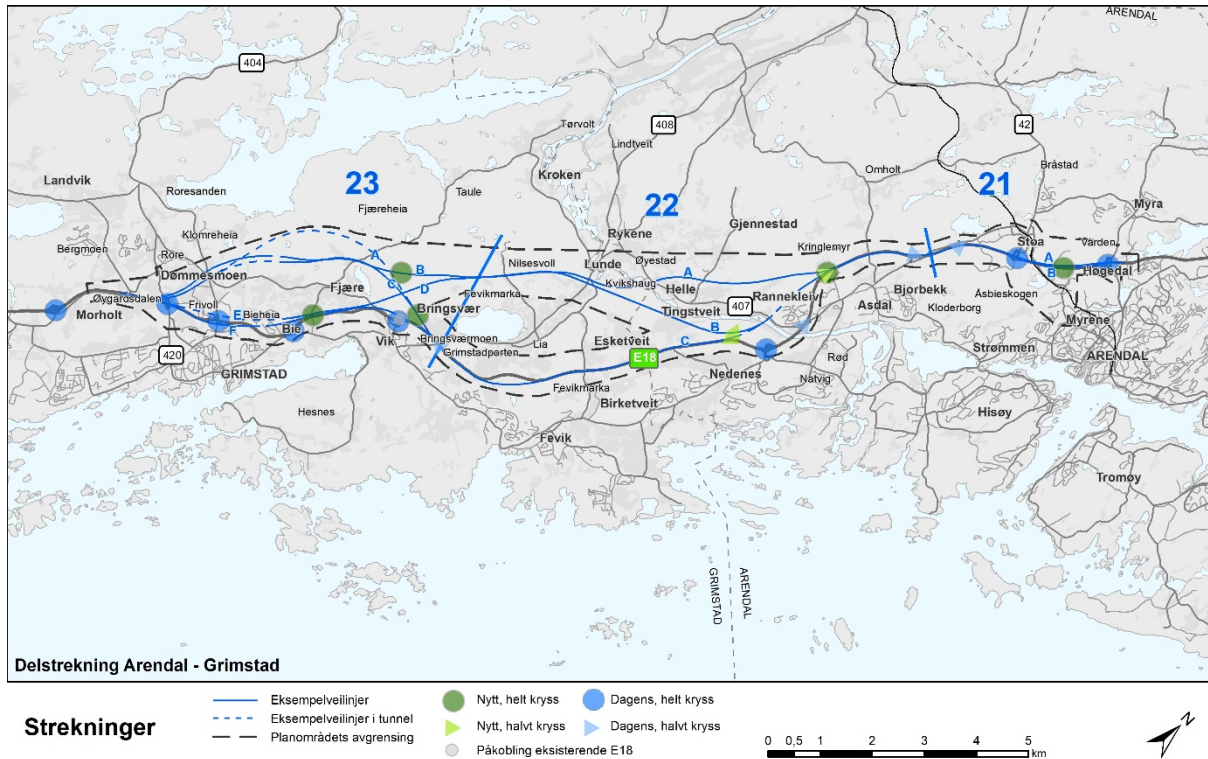 ARENDAL
404
42
Tørvolt
408
Lindtveit
Bråstad
Omholt
Landvik
Roresanden
23
Taule
Kroken
22
21
Myra
Fjæreheia
Bergmoen
Klomreheia
Rykene
Gjennestad
Stoa
Værden
Rore
A
Nilsesvoll
Lunde
Øyestad
Kringlemyr
A
Dømmesmoen
B
Kvikshaug
A
B
Høgedal
Øygardsdalen
Frivoll
Fjære
C
D
Fevikmarka
Helle
Rannekleiv
Bjorbekk
Asbieskogen
Morholt
E
Bieheia
Bringsvær
Tingstveit
407
Asdal
Kloderborg
Myrene
F
Bie
Vik
Bringsværmoen
Lia
Esketveit
B
420
Grimstadporten
C
Rød
Strømmen
ARENDAL
GRIMSTAD
E18
Nedenes
Natvig
Fevikmarka
Hesnes
Birketveit
Hisøy
Fevik
Tromøy
GRIMSTAD
ARENDAL
Delstrekning Arendal - Grimstad
Strekninger
Eksempelveilinjer
Eksempelveilinjer i tunnel
Planområdets avgrensing
Nytt, helt kryss
Nytt, halvt kryss
Påkobling eksisterende E18
Dagens, helt kryss
Dagens, halvt kryss
0 0,5 1 2 3 4 5
km
N